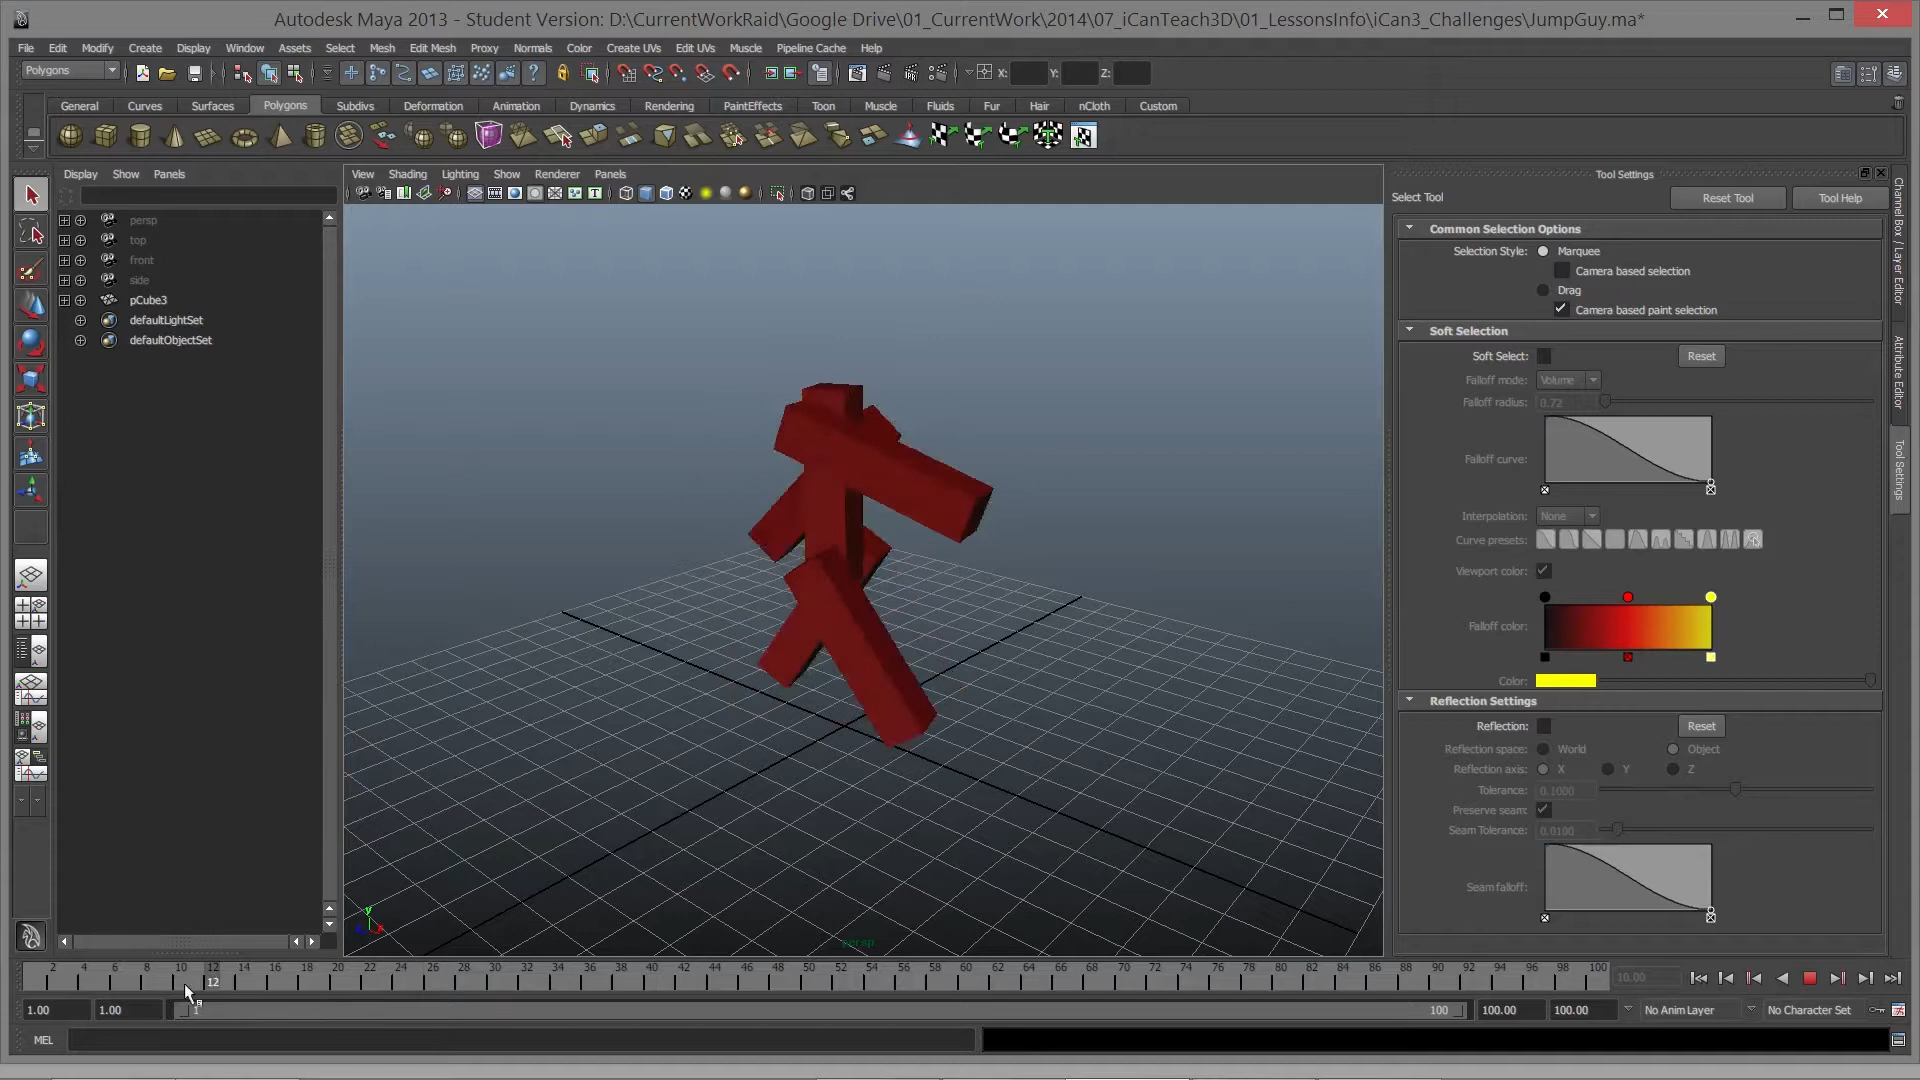 Autodesk Maya 2013 - Student Version: D:\CurrentWorkRaid\Google Drive\01_CurrentWork\2014\07_iCanTeach3D\01_LessonsInfo\iCan3_Challenges\JumpGuy.ma*
File Edit Modify Create Display Window Assets Select Mesh Edit Mesh Proxy Normals Color Create UVs Edit UVs Muscle Pipeline Cache Help
Polygons X: Y: Z:
General Curves Surfaces Polygons Subdivs Deformation Animation Dynamics Rendering PaintEffects Toon Muscle Fluids Fur Hair nCloth Custom
Display Show Panels
View Shading Lighting Show Renderer Panels
Tool Settings
Select Tool Reset Tool Tool Help
persp
top
front
side
pCube3
defaultLightSet
defaultObjectSet
Common Selection Options
Selection Style: Marquee
Camera based selection
Drag
Camera based paint selection
Soft Selection
Soft Select: Reset
Falloff mode: Volume
Falloff radius: 0.72
Falloff curve:
Interpolation: None
Curve presets:
Viewport color:
Falloff color:
Color:
Reflection Settings
Reflection: Reset
Reflection space: World Object
Reflection axis: X Y Z
Tolerance: 0.1000
Preserve seam:
Seam Tolerance: 0.0100
Seam falloff:
Channel Box / Layer Editor
Attribute Editor
Tool Settings
y
persp
2 4 6 8 10 12 14 16 18 20 22 24 26 28 30 32 34 36 38 40 42 44 46 48 50 52 54 56 58 60 62 64 66 68 70 72 74 76 78 80 82 84 86 88 90 92 94 96 98 100
12 10.00
1.00 1.00 1 100 100.00 100.00 No Anim Layer No Character Set
MEL